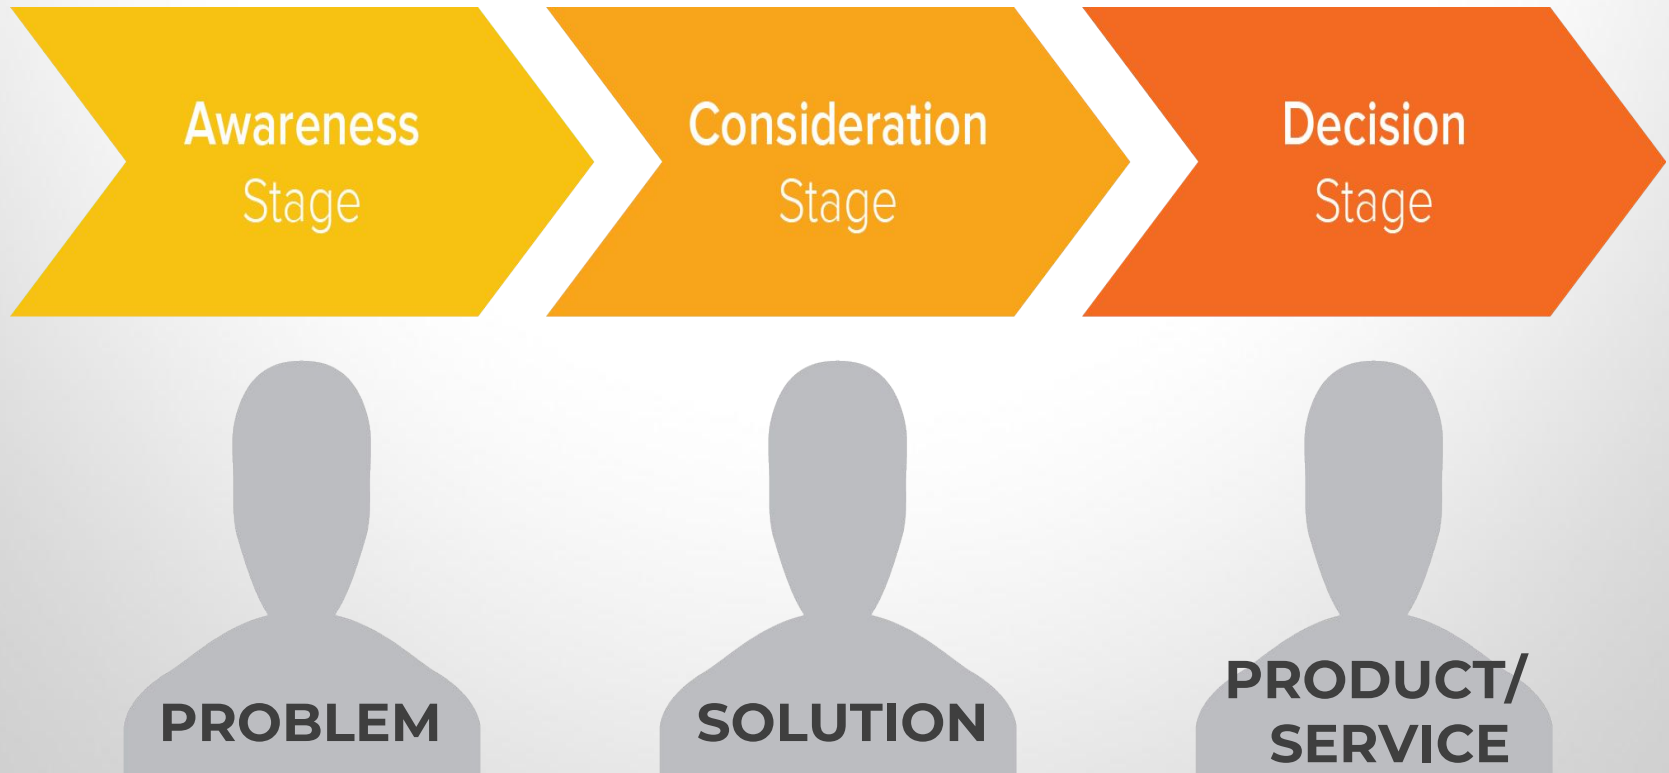 Awareness
Stage
Consideration
Stage
Decision
Stage
PROBLEM
SOLUTION
PRODUCT/
SERVICE